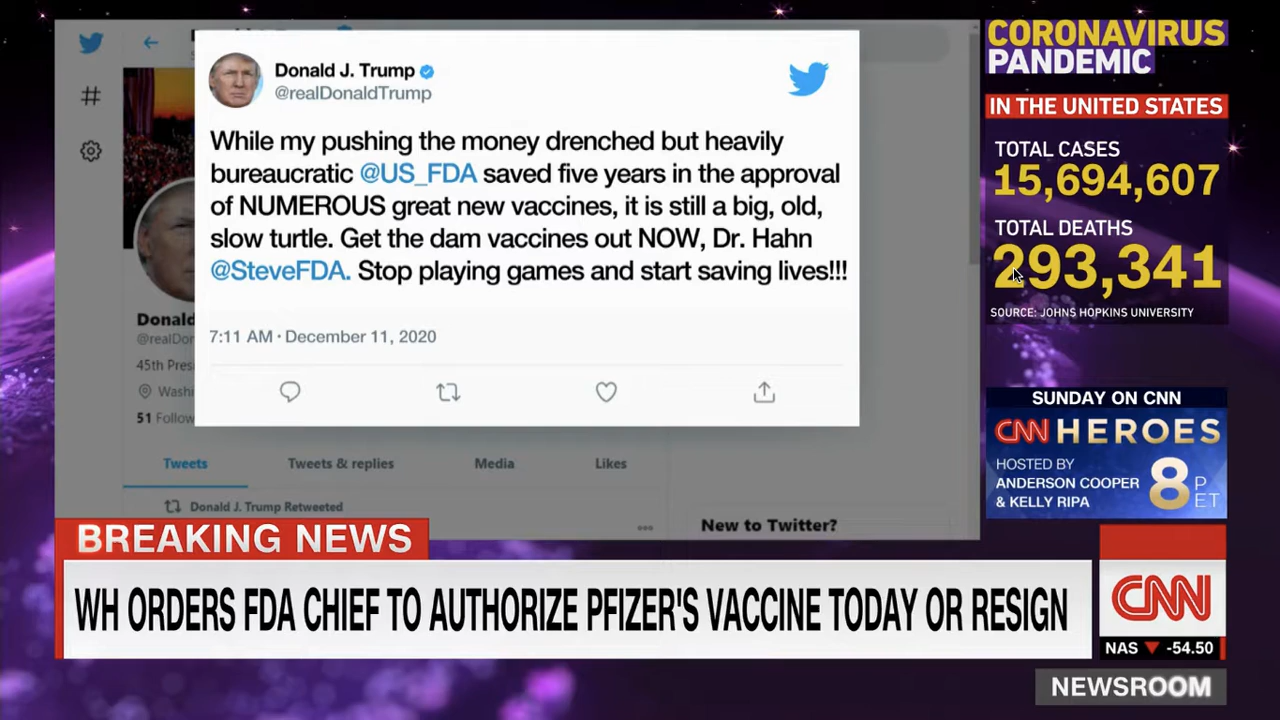 Donald J. Trump
@realDonaldTrump
While my pushing the money drenched but heavily
bureaucratic @US_FDA saved five years in the approval
of NUMEROUS great new vaccines, it is still a big, old,
slow turtle. Get the dam vaccines out NOW, Dr. Hahn
@SteveFDA. Stop playing games and start saving lives!!!
7:11 AM · December 11, 2020
#
Donald
@realDon
45th Pres
Washi
51 Follow
Tweets
Tweets & replies
Media
Likes
Donald J. Trump Retweeted
New to Twitter?
CORONAVIRUS
PANDEMIC
IN THE UNITED STATES
TOTAL CASES
15,694,607
TOTAL DEATHS
293,341
SOURCE: JOHNS HOPKINS UNIVERSITY
SUNDAY ON CNN
CNN HEROES
HOSTED BY
ANDERSON COOPER
& KELLY RIPA
8 PET
BREAKING NEWS
WH ORDERS FDA CHIEF TO AUTHORIZE PFIZER'S VACCINE TODAY OR RESIGN
CNN
NAS ▼ -54.50
NEWSROOM